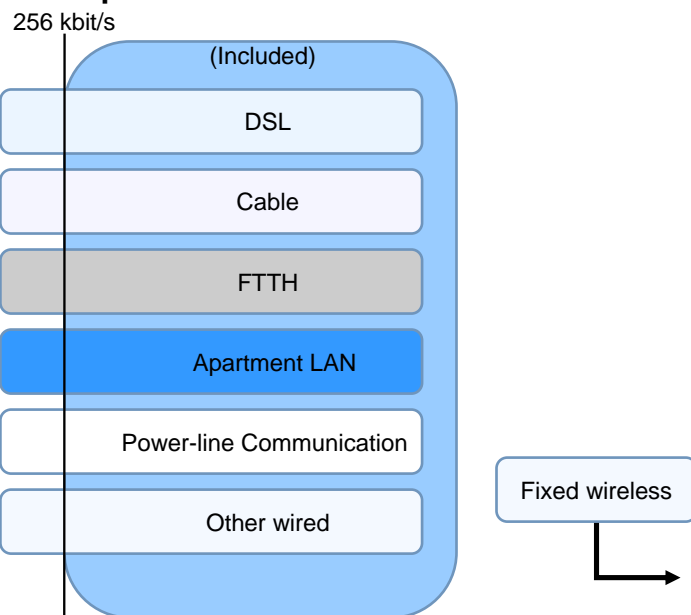 256 kbit/s
(Included)
DSL
Cable
FTTH
Apartment LAN
Power-line Communication
Other wired
Fixed wireless